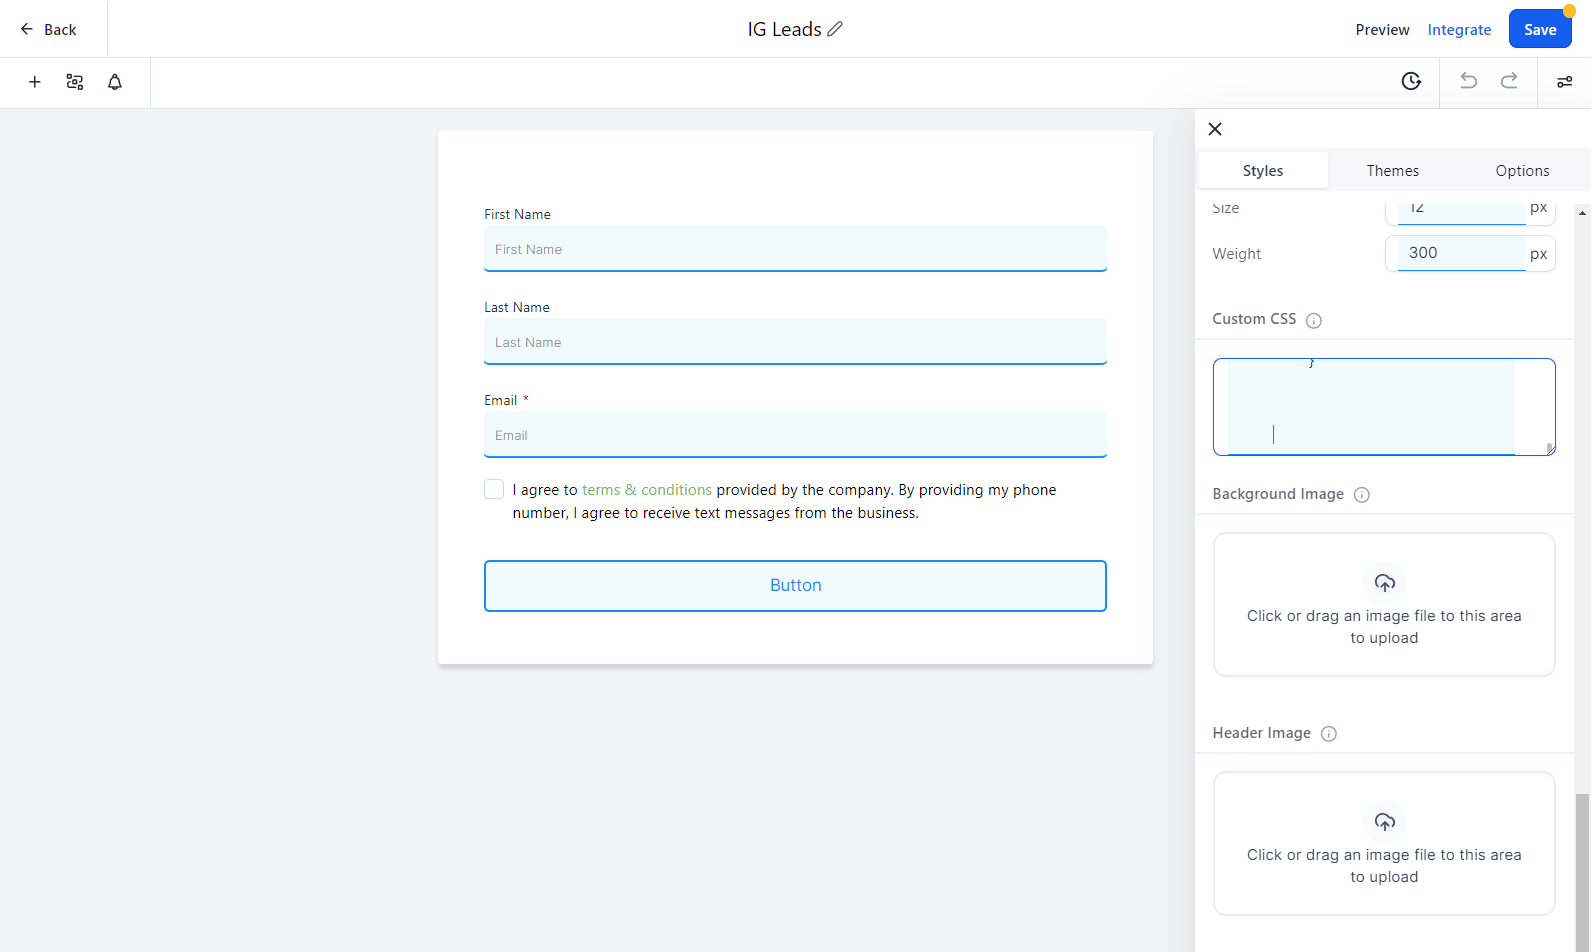 Back
IG Leads
Preview
Integrate
Save
Styles
Themes
Options
Size
12
px
Weight
300
px
Custom CSS
}
Background Image
Click or drag an image file to this area
to upload
Header Image
Click or drag an image file to this area
to upload
First Name
First Name
Last Name
Last Name
Email *
Email
I agree to terms & conditions provided by the company. By providing my phone
number, I agree to receive text messages from the business.
Button